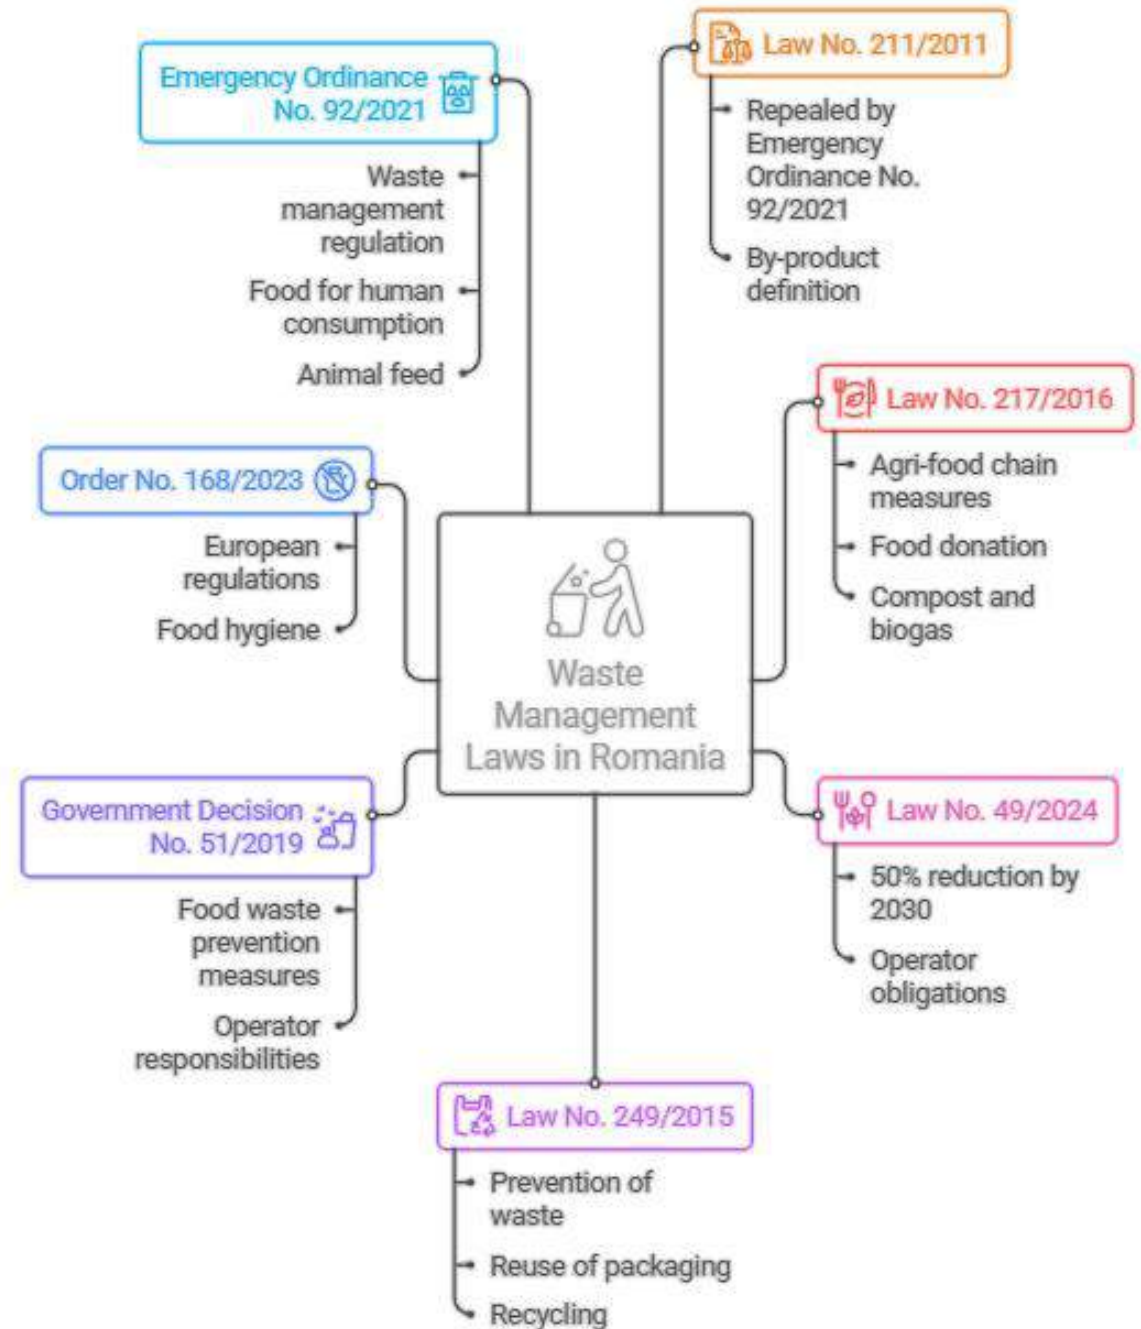 Emergency Ordinance
No. 92/2021
Waste
management
regulation
Food for human
consumption
Animal feed
Law No. 211/2011
Repealed by
Emergency
Ordinance No.
92/2021
By-product
definition
Law No. 217/2016
Agri-food chain
measures
Food donation
Compost and
biogas
Order No. 168/2023
European
regulations
Food hygiene
Waste
Management
Laws in Romania
Government Decision
No. 51/2019
Food waste
prevention
measures
Operator
responsibilities
Law No. 49/2024
50% reduction by
2030
Operator
obligations
Law No. 249/2015
Prevention of
waste
Reuse of packaging
Recycling